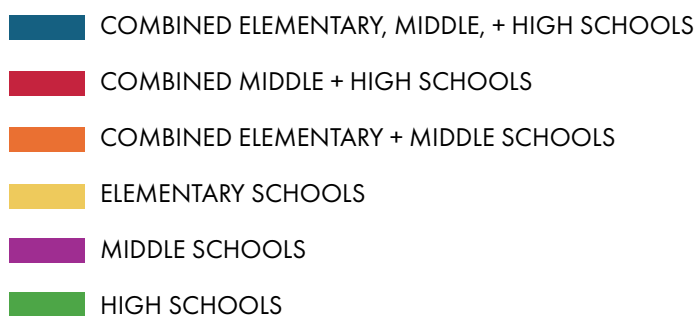 COMBINED ELEMENTARY, MIDDLE, + HIGH SCHOOLS
COMBINED MIDDLE + HIGH SCHOOLS
COMBINED ELEMENTARY + MIDDLE SCHOOLS
ELEMENTARY SCHOOLS
MIDDLE SCHOOLS
HIGH SCHOOLS